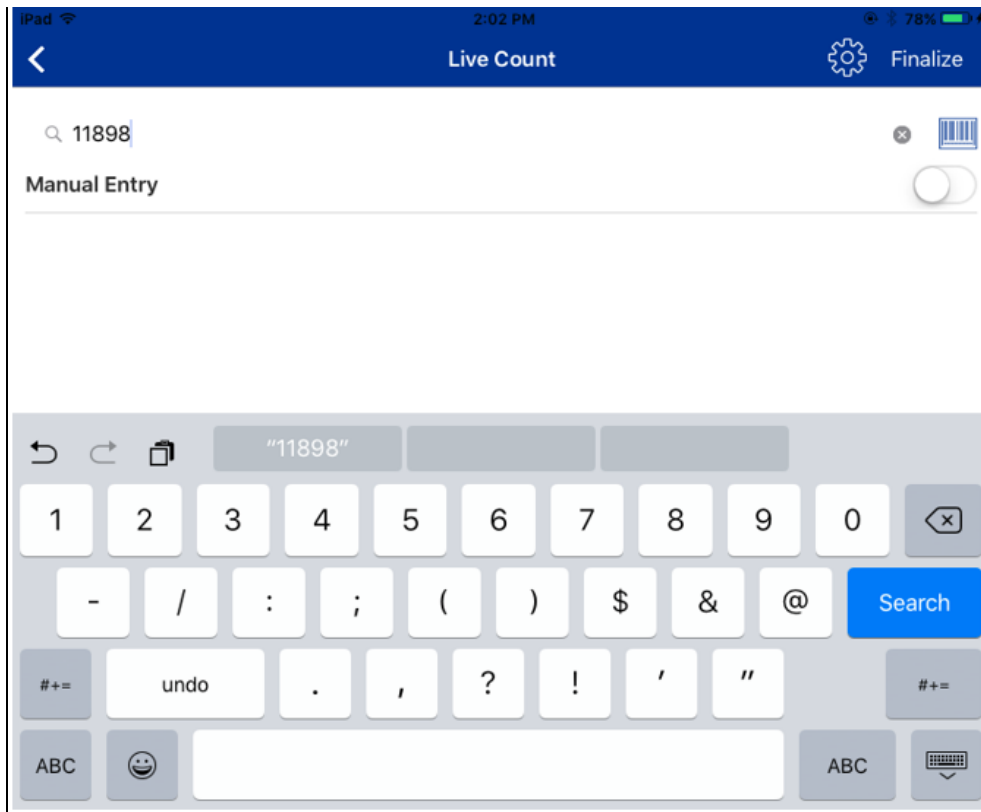 iPad 2:02 PM 78%
Live Count Finalize
11898
Manual Entry
"11898"
1 2 3 4 5 6 7 8 9 0
- / : ; ( ) $ & @ Search
#+= undo . , ? ! ' " #+=
ABC ABC